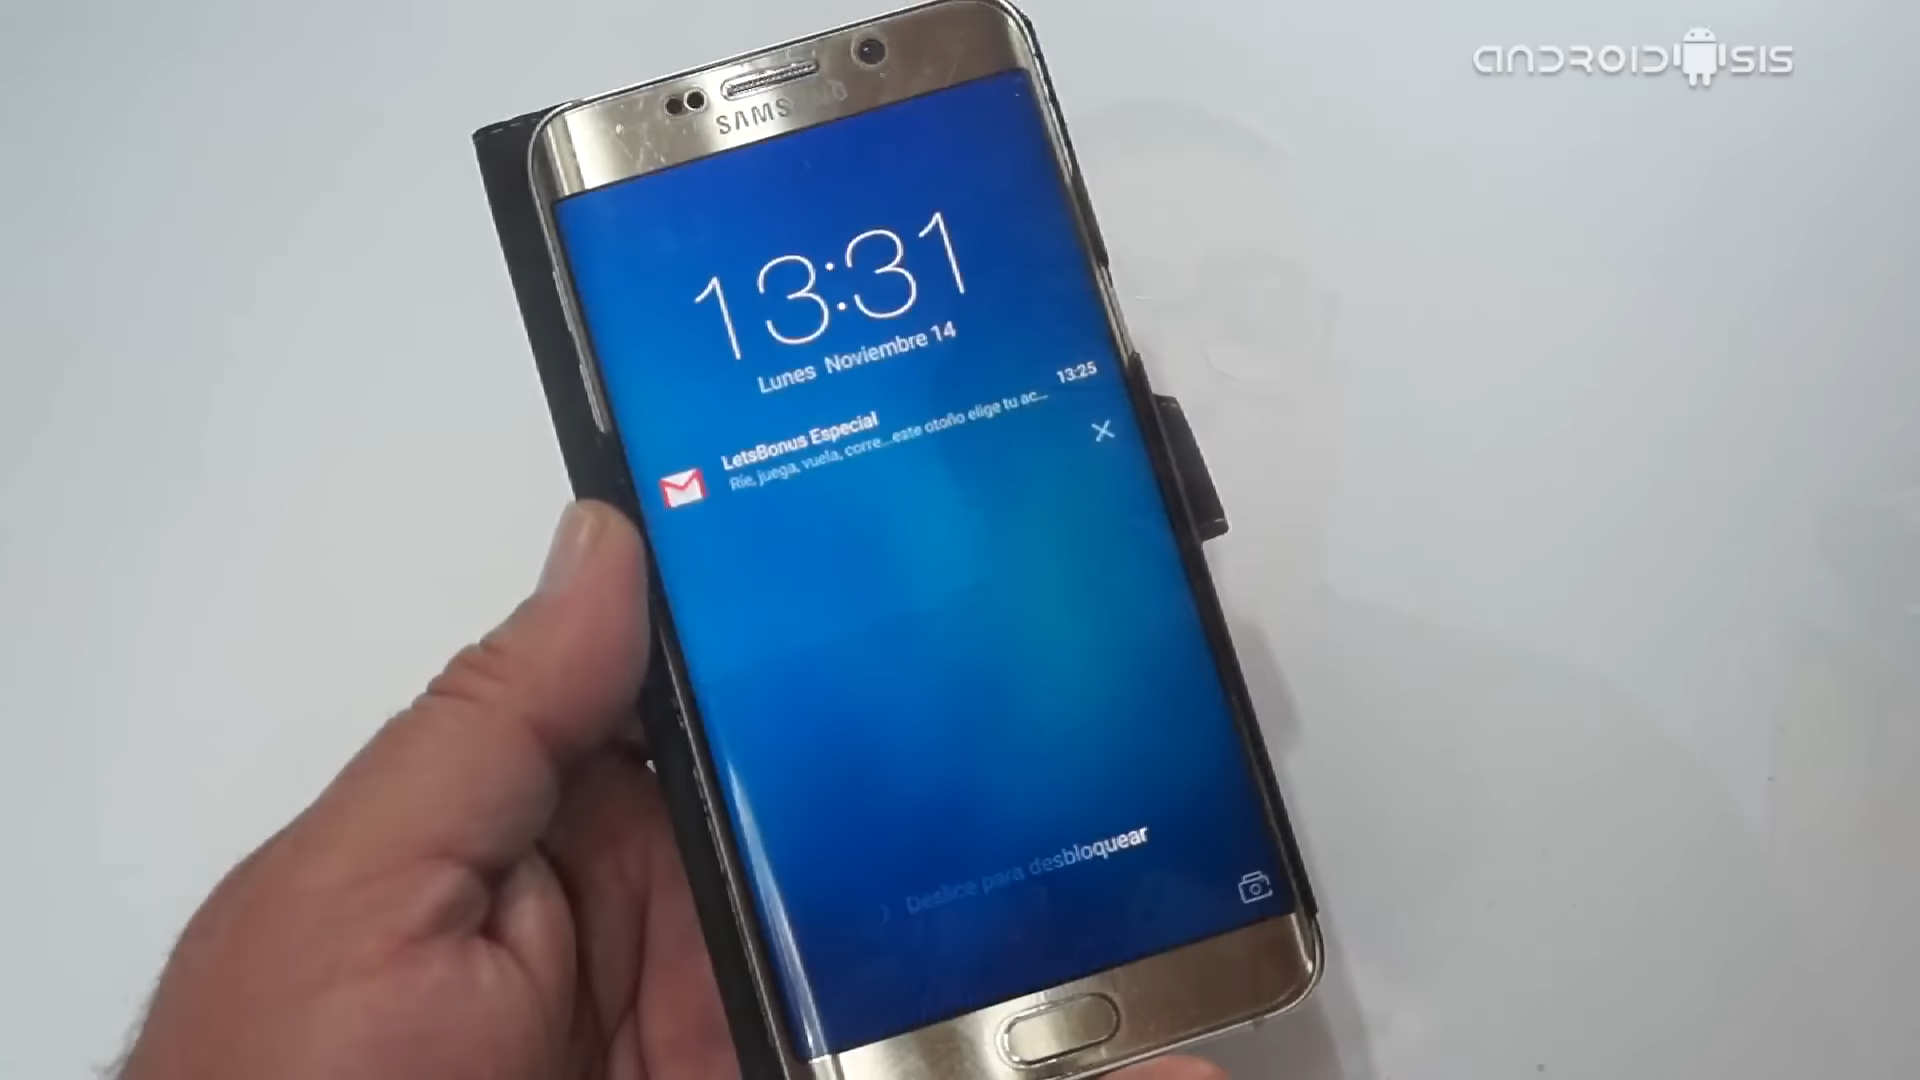 ANDROIDSIS
SAMSUNG
13:31
Lunes Noviembre 14
LetsBonus Especial
13:25
Ríe, juega, vuela, corre...este otoño elige tu ac...
Deslice para desbloquear